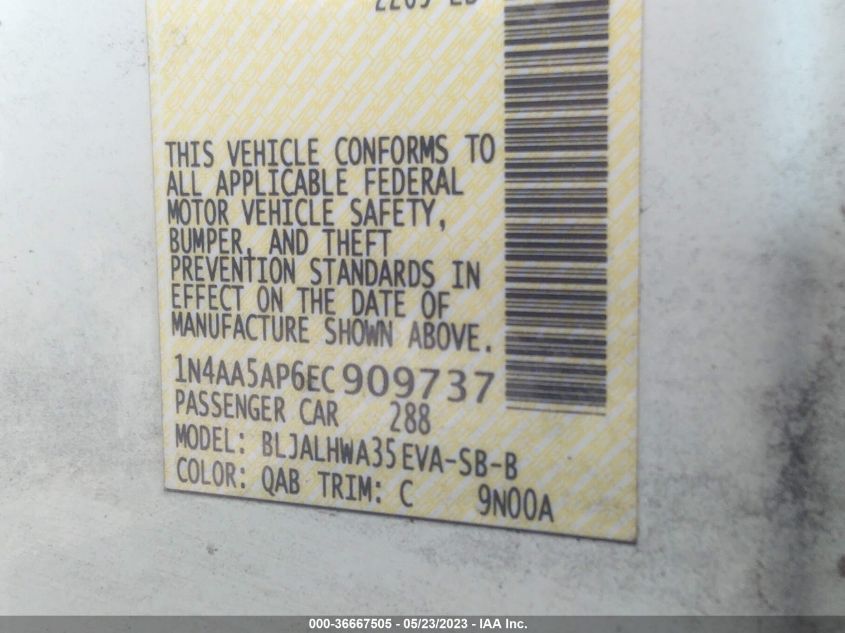 THIS VEHICLE CONFORMS TO
ALL APPLICABLE FEDERAL
MOTOR VEHICLE SAFETY,
BUMPER, AND THEFT
PREVENTION STANDARDS IN
EFFECT ON THE DATE OF
MANUFACTURE SHOWN ABOVE.
1N4AA5AP6EC909737
PASSENGER CAR 288
MODEL: BLJALHWA35EVA-SB-B
COLOR: QAB TRIM: C 9N00A
000-36667505 - 05/23/2023 - IAA Inc.